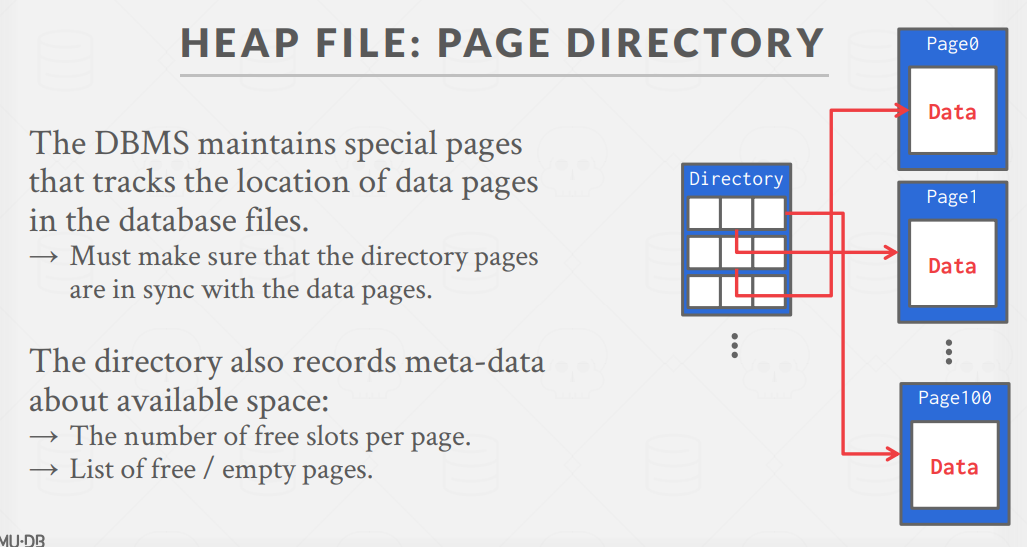 HEAP FILE: PAGE DIRECTORY
The DBMS maintains special pages
that tracks the location of data pages
in the database files.
→ Must make sure that the directory pages
are in sync with the data pages.
The directory also records meta-data
about available space:
→ The number of free slots per page.
→ List of free / empty pages.
Directory
Page0
Data
Page1
Data
Page100
Data
MU·DB